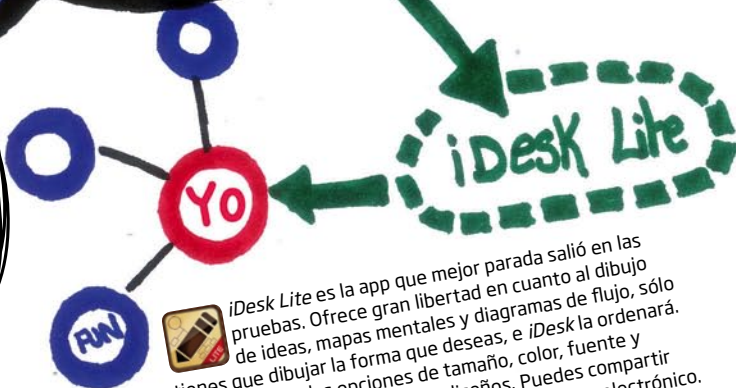 iDesk Lite
Yo
FUN
iDesk Lite es la app que mejor parada salió en las
pruebas. Ofrece gran libertad en cuanto al dibujo
de ideas, mapas mentales y diagramas de flujo, sólo
tienes que dibujar la forma que deseas, e iDesk la ordenará.
opciones de tamaño, color, fuente y
diseños. Puedes compartir
electrónico.
LITE